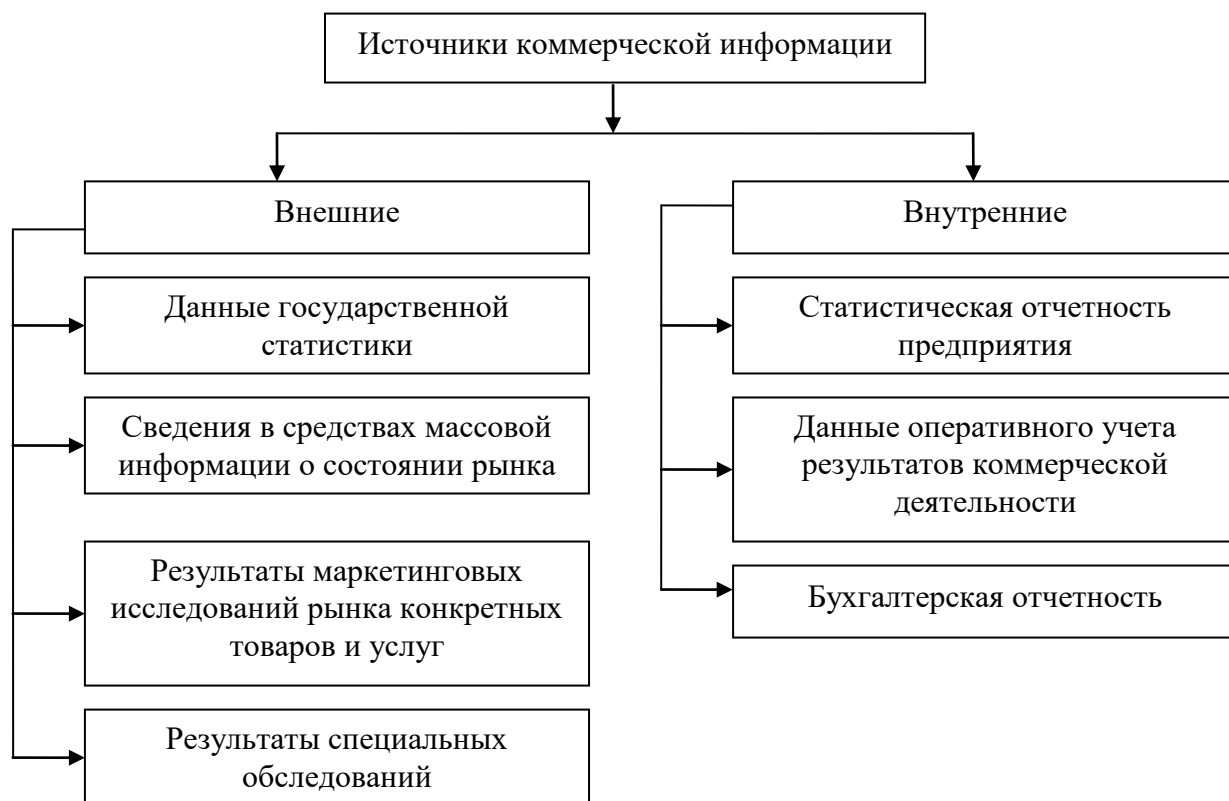 Источники коммерческой информации
Внешние
Данные государственной
статистики
Сведения в средствах массовой
информации о состоянии рынка
Результаты маркетинговых
исследований рынка конкретных
товаров и услуг
Результаты специальных
обследований
Внутренние
Статистическая отчетность
предприятия
Данные оперативного учета
результатов коммерческой
деятельности
Бухгалтерская отчетность